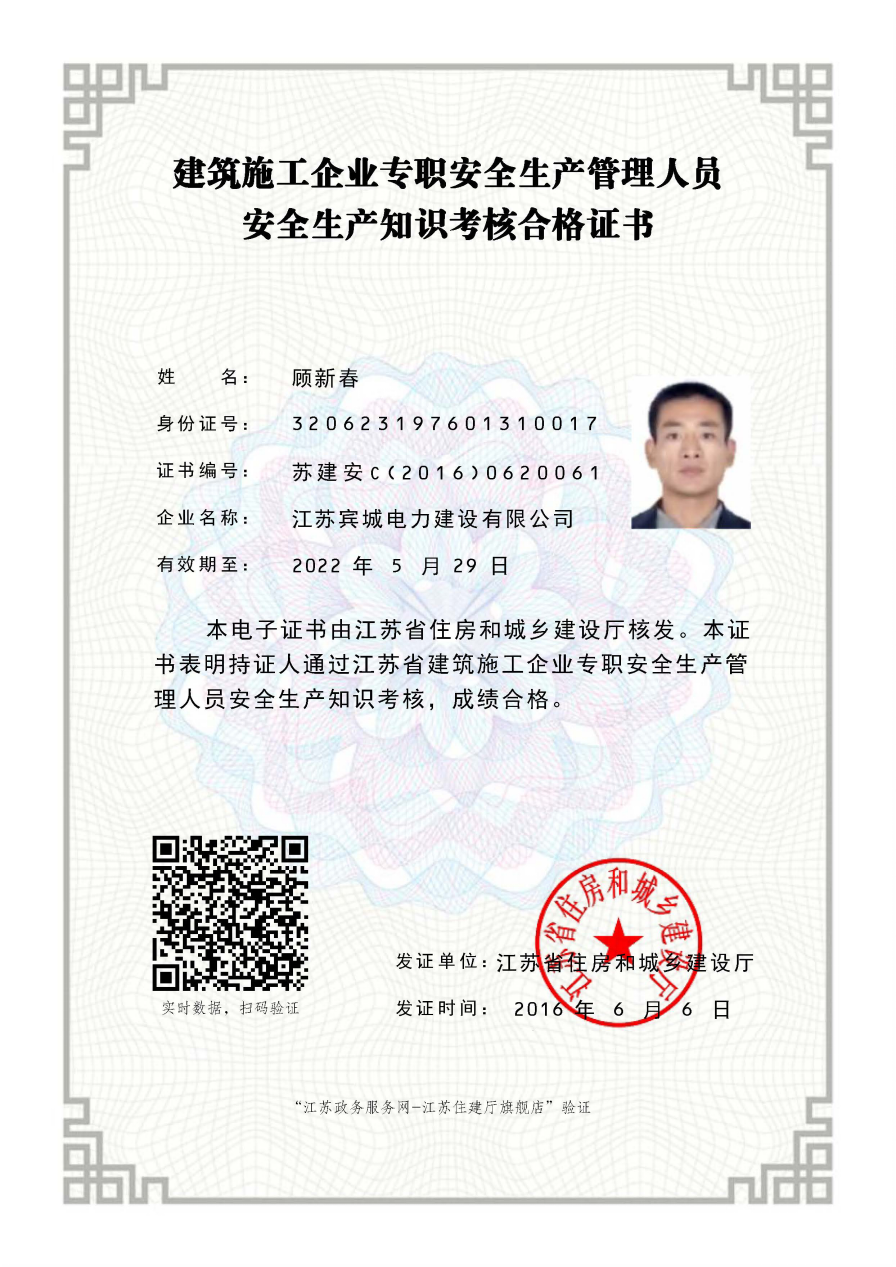 建筑施工企业专职安全生产管理人员
安全生产知识考核合格证书
姓　　名： 顾新春
身份证号： 320623197601310017
证书编号： 苏建安C(2016)0620061
企业名称： 江苏宾城电力建设有限公司
有效期至： 2022 年 5 月 29 日
本电子证书由江苏省住房和城乡建设厅核发。本证
书表明持证人通过江苏省建筑施工企业专职安全生产管
理人员安全生产知识考核，成绩合格。
江苏省住房和城乡建设厅
发证单位：江苏省住房和城乡建设厅
实时数据，扫码验证
发证时间： 2016 年 6 月 6 日
“江苏政务服务网-江苏住建厅旗舰店”验证